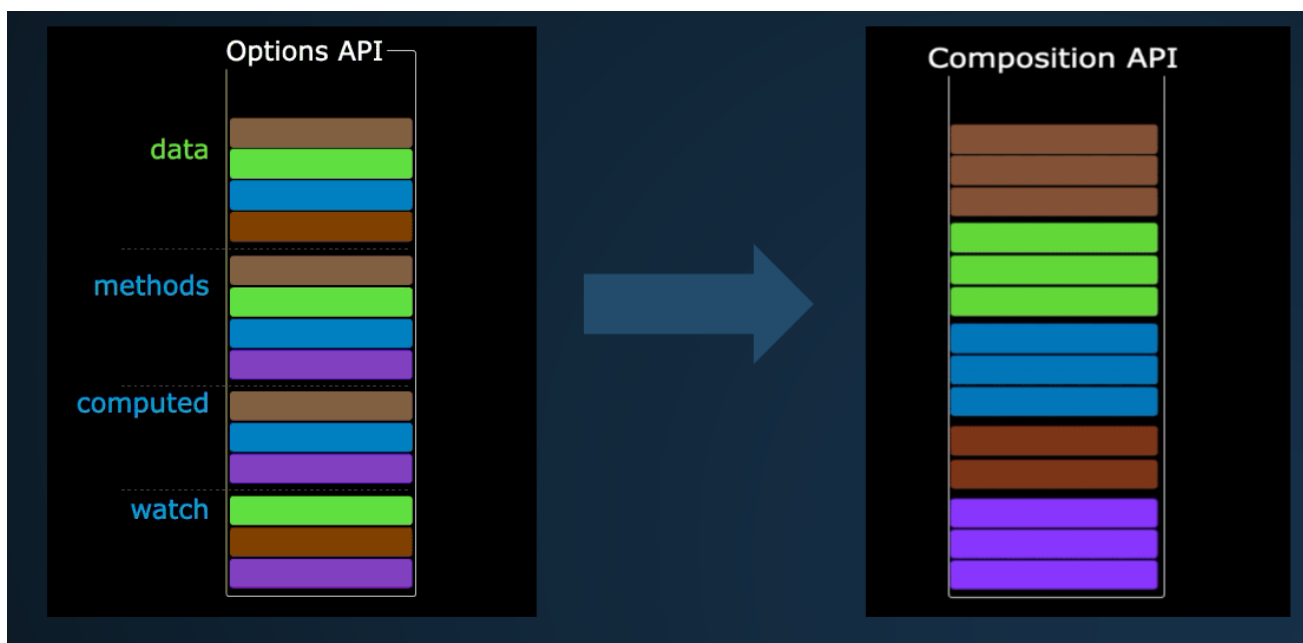 Options API
data
methods
computed
watch
Composition API